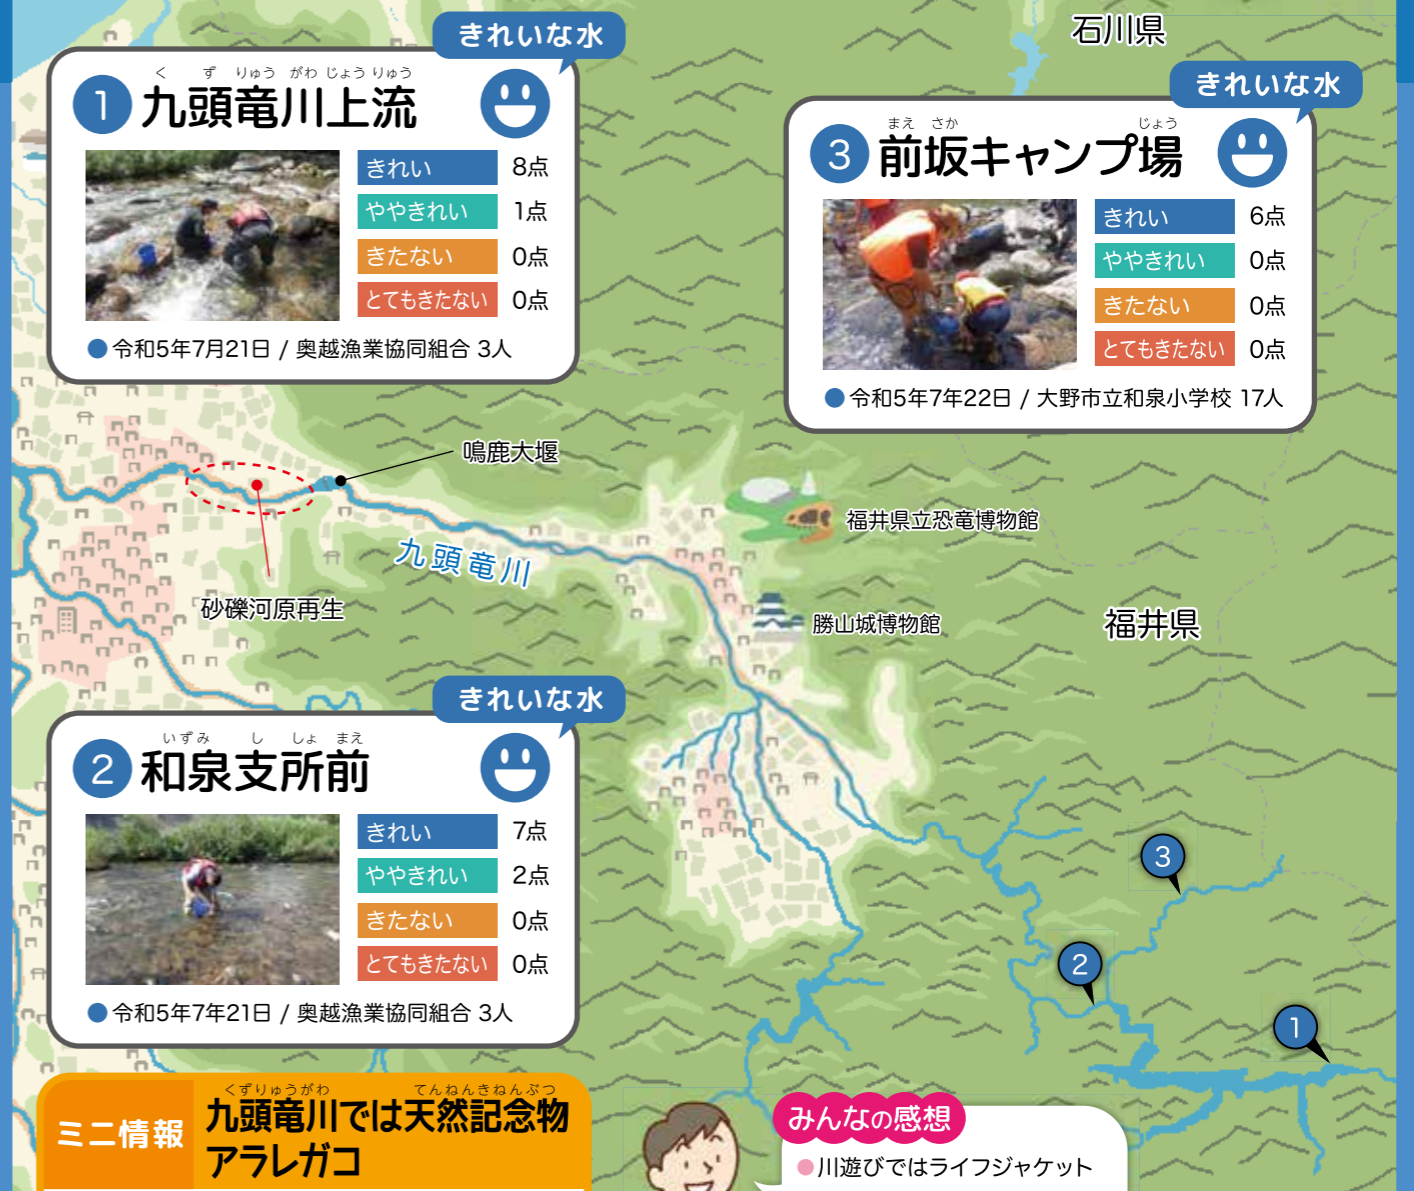 石川県
きれいな水
く ず りゅう がわ じょう りゅう
1 九頭竜川上流
きれい 8点
ややきれい 1点
きたない 0点
とてもきたない 0点
●令和5年7月21日 / 奥越漁業協同組合 3人
きれいな水
まえ さか じょう
3 前坂キャンプ場
きれい 6点
ややきれい 0点
きたない 0点
とてもきたない 0点
●令和5年7年22日 / 大野市立和泉小学校 17人
鳴鹿大堰
福井県立恐竜博物館
九頭竜川
砂礫河原再生
勝山城博物館
福井県
きれいな水
いずみ し しょ まえ
2 和泉支所前
きれい 7点
ややきれい 2点
きたない 0点
とてもきたない 0点
●令和5年7年21日 / 奥越漁業協同組合 3人
3
2
1
ミニ情報
くずりゅうがわ てんねんきねんぶつ
九頭竜川では天然記念物
アラレガコ
みんなの感想
●川遊びではライフジャケット